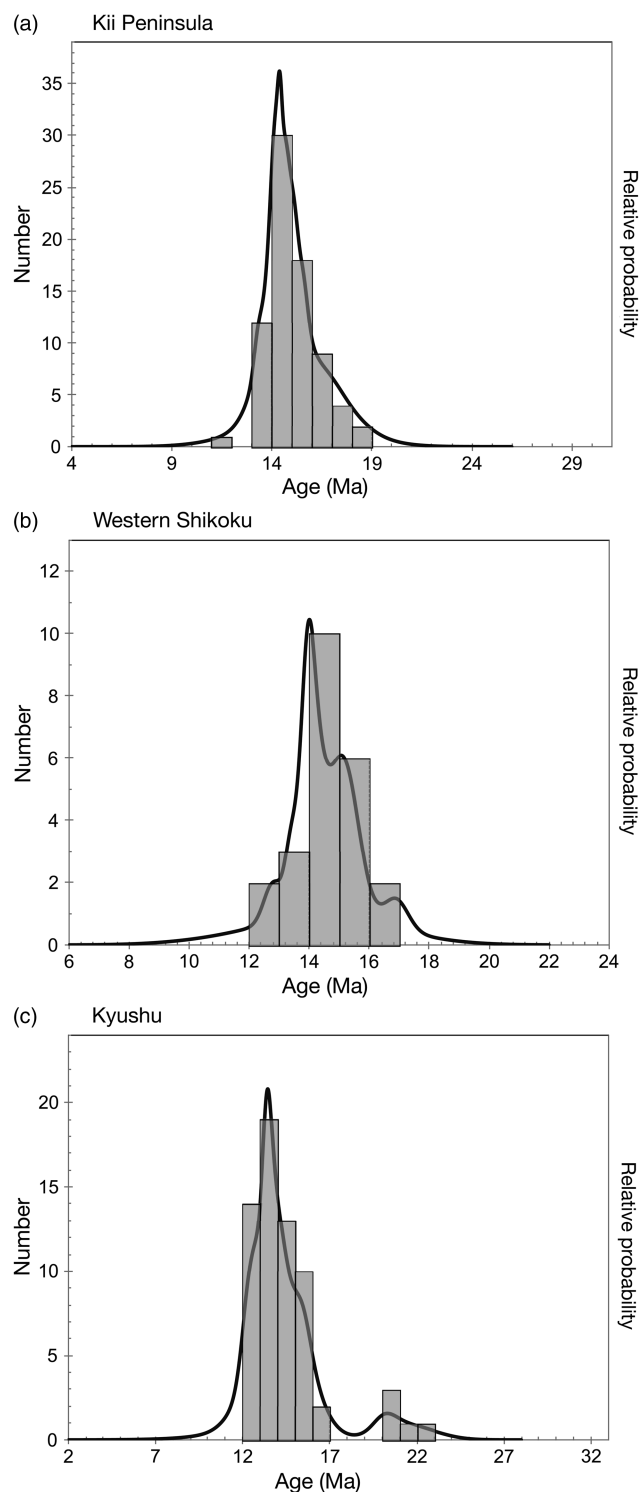 (a) Kii Peninsula
35
30
25
20
15
10
5
0
Number
Relative probability
4 9 14 19 24 29
Age (Ma)
(b) Western Shikoku
12
10
8
6
4
2
0
Number
Relative probability
6 8 10 12 14 16 18 20 22 24
Age (Ma)
(c) Kyushu
20
15
10
5
0
Number
Relative probability
2 7 12 17 22 27 32
Age (Ma)